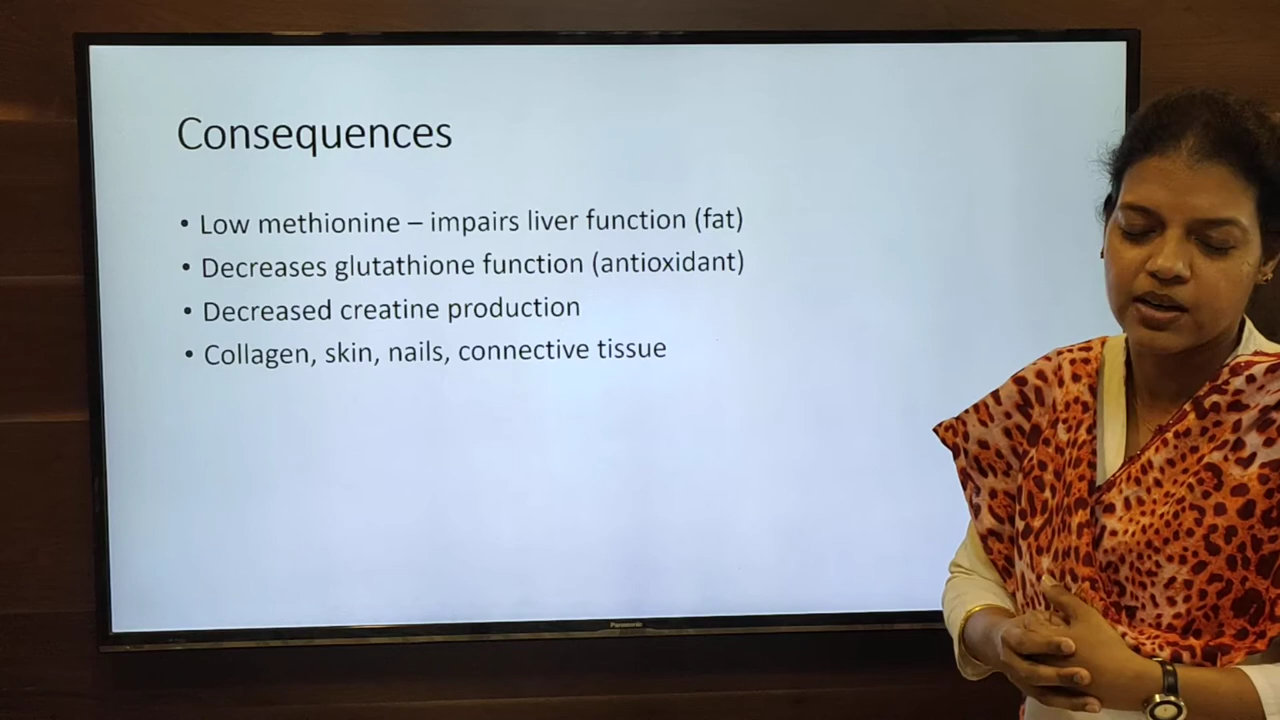 Consequences
• Low methionine – impairs liver function (fat)
• Decreases glutathione function (antioxidant)
• Decreased creatine production
• Collagen, skin, nails, connective tissue
Panasonic